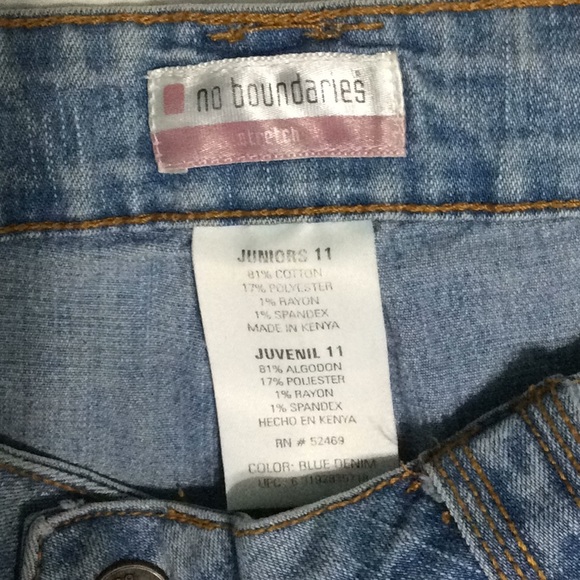 no boundaries
stretch
JUNIORS 11
81% COTTON
17% POLYESTER
1% RAYON
1% SPANDEX
MADE IN KENYA
JUVENIL 11
81% ALGODON
17% POLIESTER
1% RAYON
1% SPANDEX
HECHO EN KENYA
RN # 52469
COLOR: BLUE DENIM
UPC: